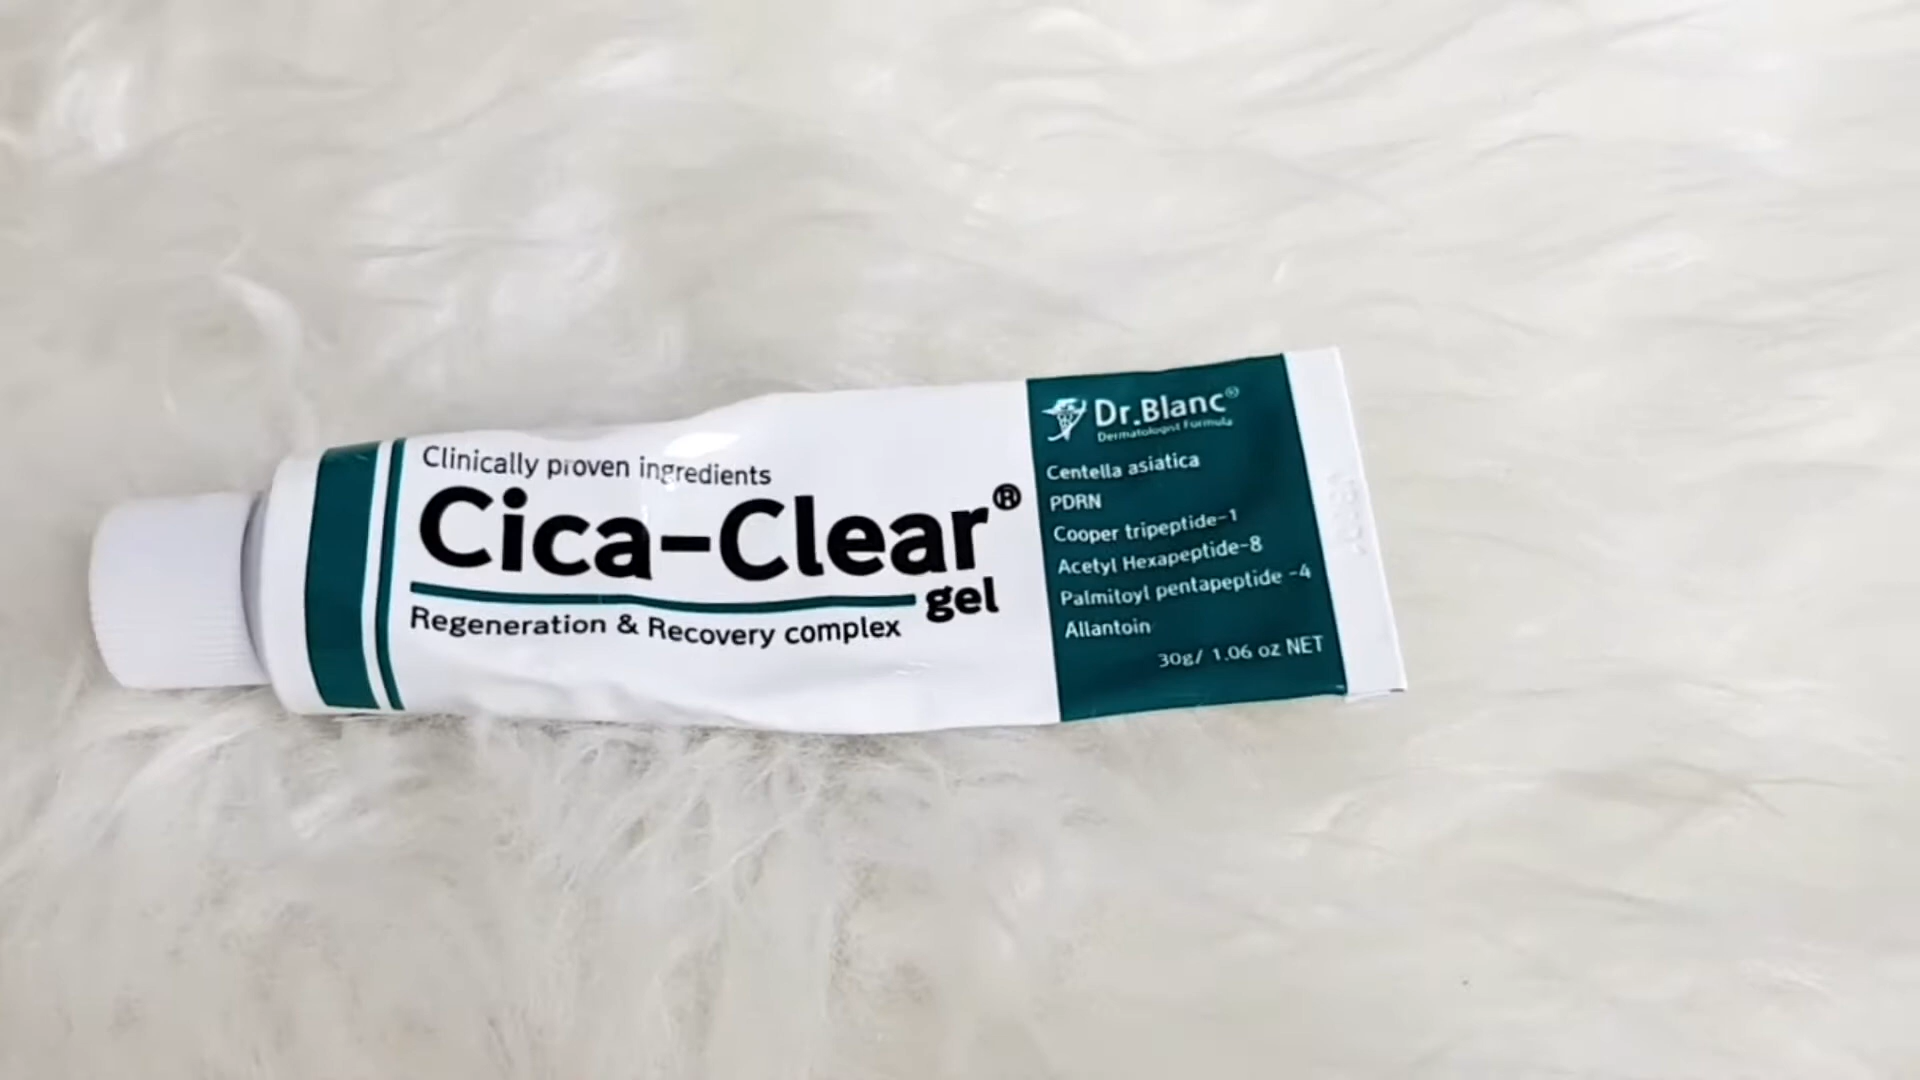 Clinically proven ingredients
Cica-Clear®
gel
Regeneration & Recovery complex
Dr.Blanc®
Dermatologist Formula
Centella asiatica
PDRN
Cooper tripeptide-1
Acetyl Hexapeptide-8
Palmitoyl pentapeptide -4
Allantoin
30g/ 1.06 oz NET